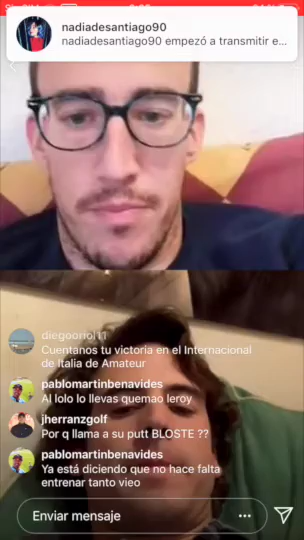 nadiadesantiago90
nadiadesantiago90 empezó a transmitir e...
diegooriol11
Cuentanos tu victoria en el Internacional
de Italia de Amateur
pablomartinbenavides
Al lolo lo llevas quemao leroy
jherranzgolf
Por q llama a su putt BLOSTE ??
pablomartinbenavides
Ya está diciendo que no hace falta
entrenar tanto vieo
Enviar mensaje